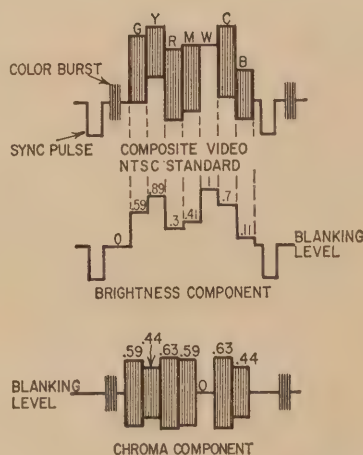 G Y R M W C B
COLOR BURST
SYNC PULSE
COMPOSITE VIDEO
NTSC STANDARD
0 .59 .89 .3 .41 1 .7 .11
BLANKING
LEVEL
BRIGHTNESS COMPONENT
.59 .44 .63 .59 0 .63 .44
BLANKING
LEVEL
CHROMA COMPONENT